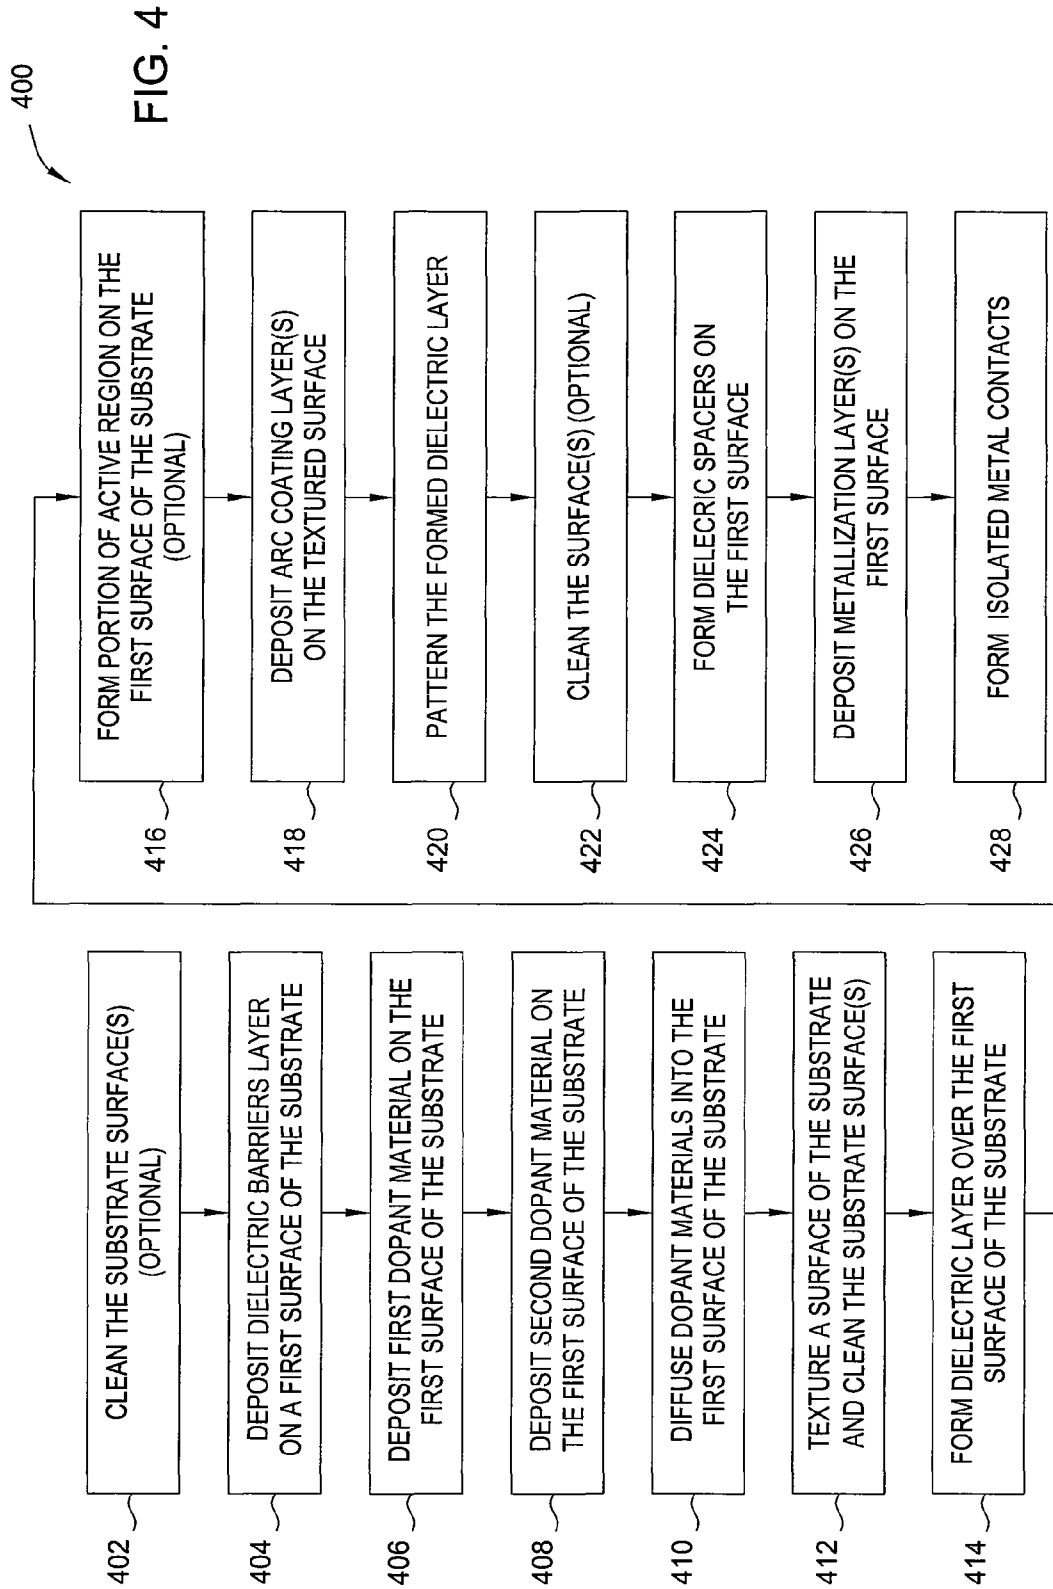 402
CLEAN THE SUBSTRATE SURFACE(S)
(OPTIONAL)
404
DEPOSIT DIELECTRIC BARRIERS LAYER
ON A FIRST SURFACE OF THE SUBSTRATE
406
DEPOSIT FIRST DOPANT MATERIAL ON THE
FIRST SURFACE OF THE SUBSTRATE
408
DEPOSIT SECOND DOPANT MATERIAL ON
THE FIRST SURFACE OF THE SUBSTRATE
410
DIFFUSE DOPANT MATERIALS INTO THE
FIRST SURFACE OF THE SUBSTRATE
412
TEXTURE A SURFACE OF THE SUBSTRATE
AND CLEAN THE SUBSTRATE SURFACE(S)
414
FORM DIELECTRIC LAYER OVER THE FIRST
SURFACE OF THE SUBSTRATE
416
FORM PORTION OF ACTIVE REGION ON THE
FIRST SURFACE OF THE SUBSTRATE
(OPTIONAL)
418
DEPOSIT ARC COATING LAYER(S)
ON THE TEXTURED SURFACE
420
PATTERN THE FORMED DIELECTRIC LAYER
422
CLEAN THE SURFACE(S) (OPTIONAL)
424
FORM DIELECRIC SPACERS ON
THE FIRST SURFACE
426
DEPOSIT METALLIZATION LAYER(S) ON THE
FIRST SURFACE
428
FORM ISOLATED METAL CONTACTS
400
FIG. 4